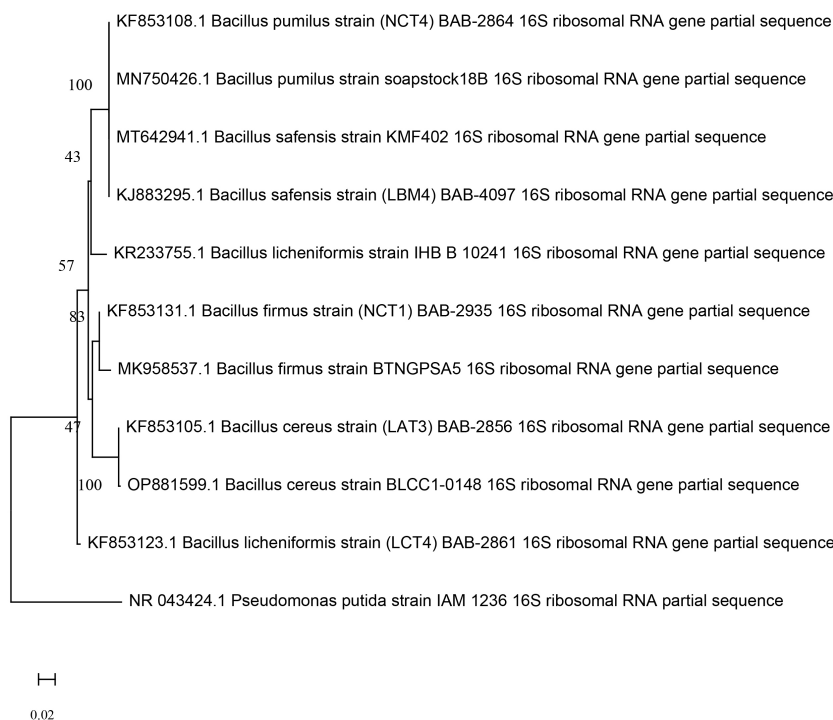 KF853108.1 Bacillus pumilus strain (NCT4) BAB-2864 16S ribosomal RNA gene partial sequence
100
MN750426.1 Bacillus pumilus strain soapstock18B 16S ribosomal RNA gene partial sequence
MT642941.1 Bacillus safensis strain KMF402 16S ribosomal RNA gene partial sequence
43
KJ883295.1 Bacillus safensis strain (LBM4) BAB-4097 16S ribosomal RNA gene partial sequence
KR233755.1 Bacillus licheniformis strain IHB B 10241 16S ribosomal RNA gene partial sequence
57
KF853131.1 Bacillus firmus strain (NCT1) BAB-2935 16S ribosomal RNA gene partial sequence
83
MK958537.1 Bacillus firmus strain BTNGPSA5 16S ribosomal RNA gene partial sequence
KF853105.1 Bacillus cereus strain (LAT3) BAB-2856 16S ribosomal RNA gene partial sequence
47
OP881599.1 Bacillus cereus strain BLCC1-0148 16S ribosomal RNA gene partial sequence
100
KF853123.1 Bacillus licheniformis strain (LCT4) BAB-2861 16S ribosomal RNA gene partial sequence
NR 043424.1 Pseudomonas putida strain IAM 1236 16S ribosomal RNA partial sequence
0.02